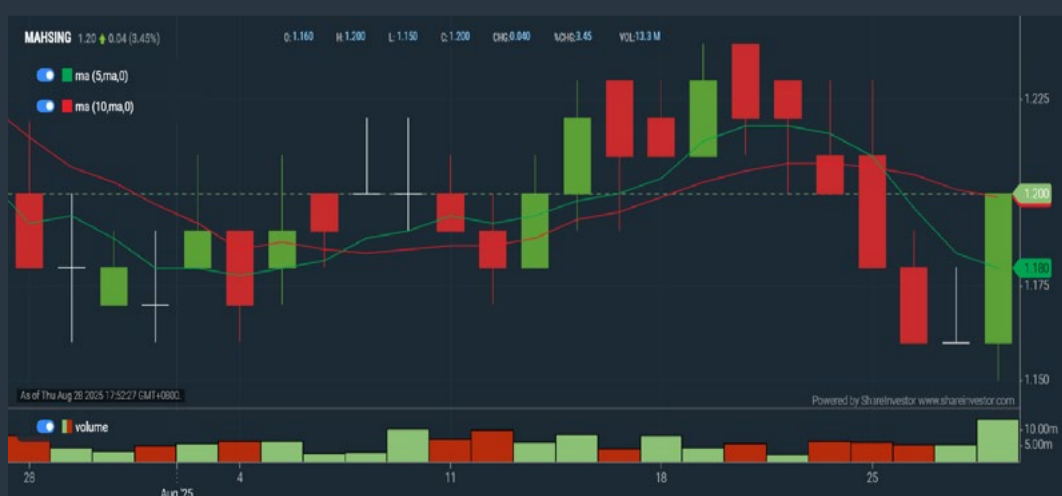 MAHSING 1.20 0.04 (3.45%) O: 1.160 H: 1.200 L: 1.150 C: 1.200 CHG:0.040 %CHG:3.45 VOL:13.3 M
ma (5,ma,0)
ma (10,ma,0)
1.225
1.200
1.180
1.175
1.150
As of Thu Aug 28 2025 17:52:27 GMT+0800.
Powered by ShareInvestor www.shareinvestor.com
volume
10.00m
5.00m
28 4 11 18 25
Aug '25